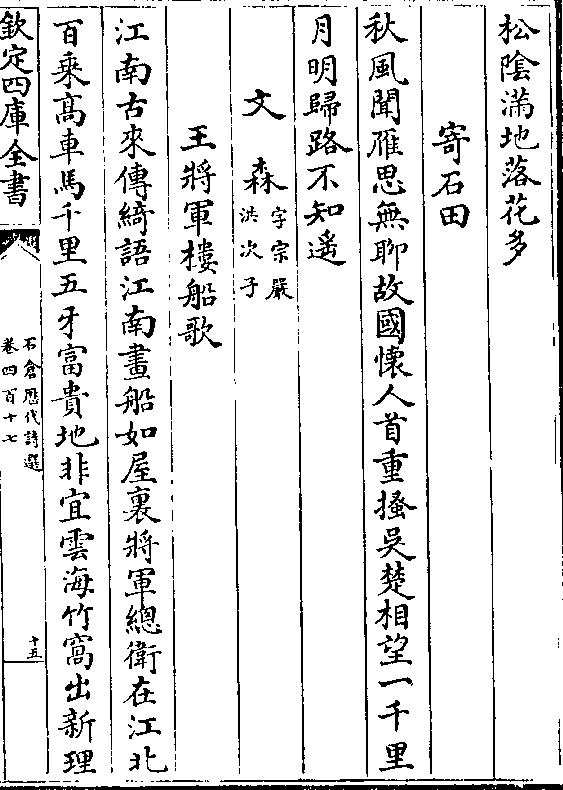 松陰滿地落花多
寄石田
秋風聞雁思無聊故國懷人首重搔吳楚相望一千里
月明歸路不知遙
文森字宗嚴
洪次子
王將軍樓船歌
江南古來傳綺語江南畫船如屋裏將軍總衛在江北
百乘髙車馬千里五牙富貴地非宜雲海竹窩出新理
欽定四庫全書
石倉歴代詩選
卷四百十七
十五